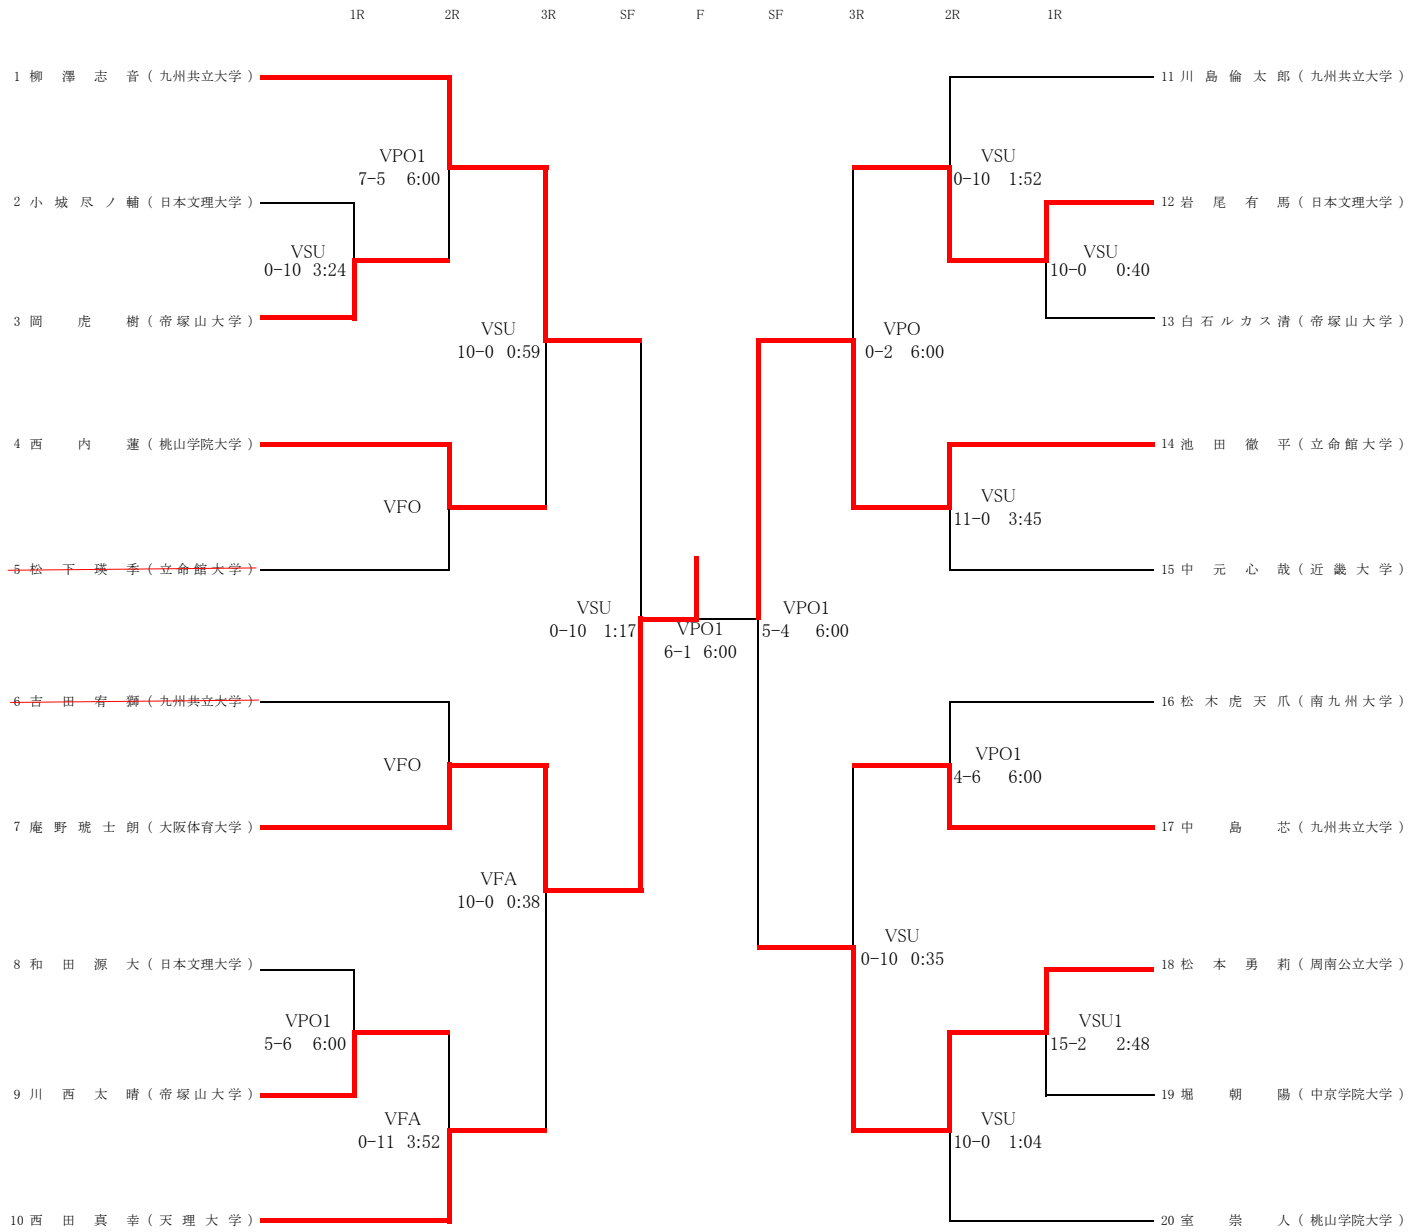 1R 2R 3R SF F SF 3R 2R 1R
1 柳澤志音 ( 九州共立大学 )
11 川島倫太郎 ( 九州共立大学 )
VPO1
7-5 6:00
VSU
0-10 1:52
2 小城尽ノ輔 ( 日本文理大学 )
12 岩尾有馬 ( 日本文理大学 )
VSU
0-10 3:24
VSU
10-0 0:40
3 岡虎樹 ( 帝塚山大学 )
13 白石ルカス清 ( 帝塚山大学 )
VSU
10-0 0:59
VPO
0-2 6:00
4 西内蓮 ( 桃山学院大学 )
14 池田徹平 ( 立命館大学 )
VFO
VSU
11-0 3:45
5 松下瑛季 ( 立命館大学 )
15 中元心哉 ( 近畿大学 )
VSU
0-10 1:17
VPO1
6-1 6:00
VPO1
5-4 6:00
6 吉田宥獅 ( 九州共立大学 )
16 松木虎天爪 ( 南九州大学 )
VFO
VPO1
4-6 6:00
7 庵野琥士朗 ( 大阪体育大学 )
17 中島芯 ( 九州共立大学 )
VFA
10-0 0:38
VSU
0-10 0:35
8 和田源大 ( 日本文理大学 )
18 松本勇莉 ( 周南公立大学 )
VPO1
5-6 6:00
VSU1
15-2 2:48
9 川西太晴 ( 帝塚山大学 )
19 堀朝陽 ( 中京学院大学 )
VFA
0-11 3:52
VSU
10-0 1:04
10 西田真幸 ( 天理大学 )
20 室崇人 ( 桃山学院大学 )